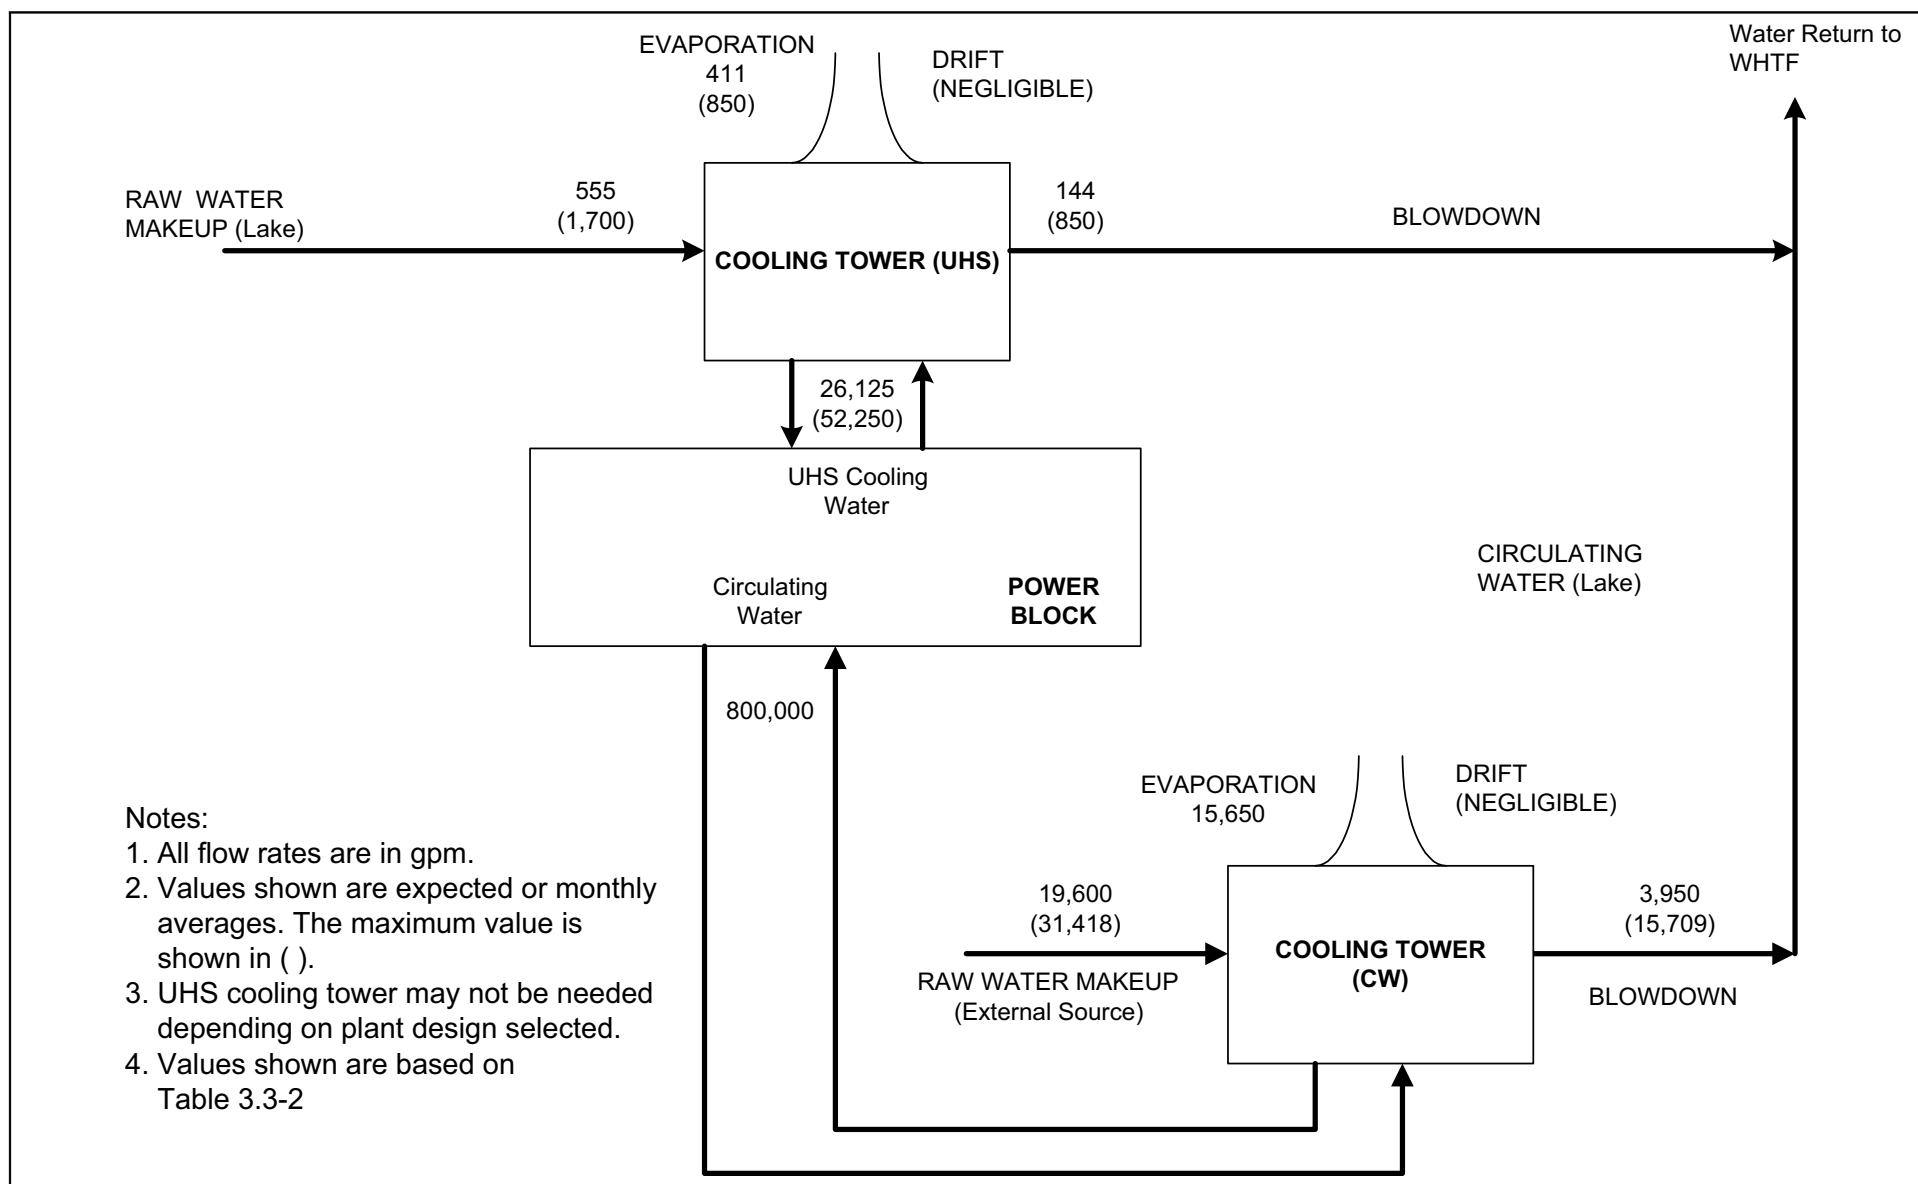 Water Return to
WHTF
EVAPORATION
411
(850)
DRIFT
(NEGLIGIBLE)
RAW WATER
MAKEUP (Lake)
555
(1,700)
144
(850)
BLOWDOWN
COOLING TOWER (UHS)
26,125
(52,250)
UHS Cooling
Water
Circulating
Water
POWER
BLOCK
CIRCULATING
WATER (Lake)
800,000
EVAPORATION
15,650
DRIFT
(NEGLIGIBLE)
19,600
(31,418)
RAW WATER MAKEUP
(External Source)
COOLING TOWER
(CW)
3,950
(15,709)
BLOWDOWN
Notes:
1. All flow rates are in gpm.
2. Values shown are expected or monthly
averages. The maximum value is
shown in ( ).
3. UHS cooling tower may not be needed
depending on plant design selected.
4. Values shown are based on
Table 3.3-2